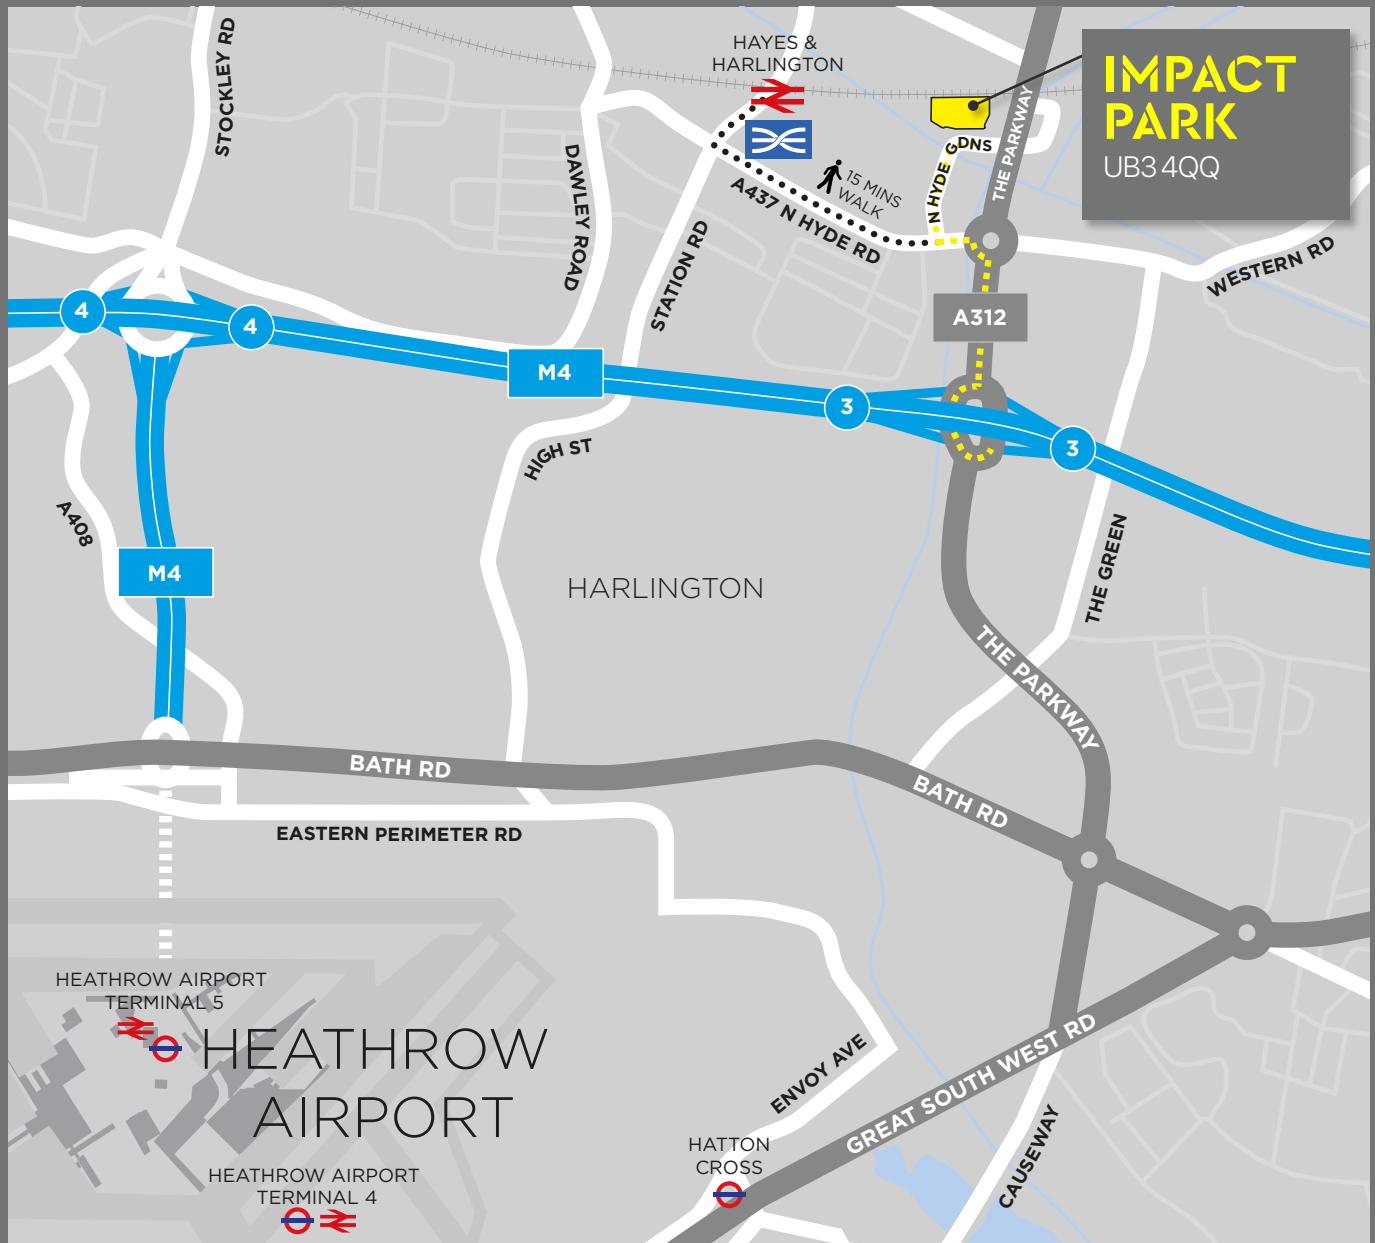 STOCKLEY RD
HAYES &
HARLINGTON
IMPACT
PARK
UB3 4QQ
THE PARKWAY
N HYDE GDNS
DAWLEY ROAD
15 MINS
WALK
A437 N HYDE RD
STATION RD
WESTERN RD
4
4
A312
M4
3
3
HIGH ST
A408
M4
HARLINGTON
THE GREEN
THE PARKWAY
BATH RD
BATH RD
EASTERN PERIMETER RD
HEATHROW AIRPORT
TERMINAL 5
HEATHROW
AIRPORT
ENVOY AVE
GREAT SOUTH WEST RD
HATTON
CROSS
CAUSEWAY
HEATHROW AIRPORT
TERMINAL 4